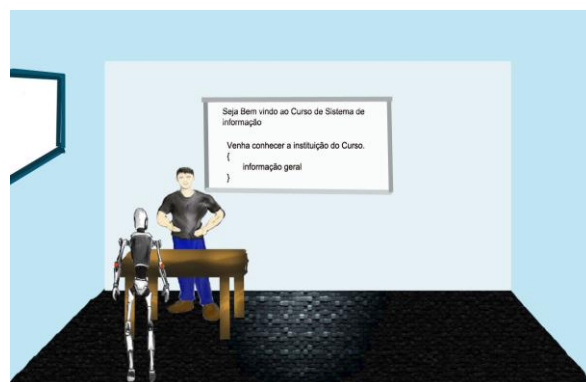 Seja Bem vindo ao Curso de Sistema de
informação
Venha conhecer a instituição do Curso.
{
informação geral
}